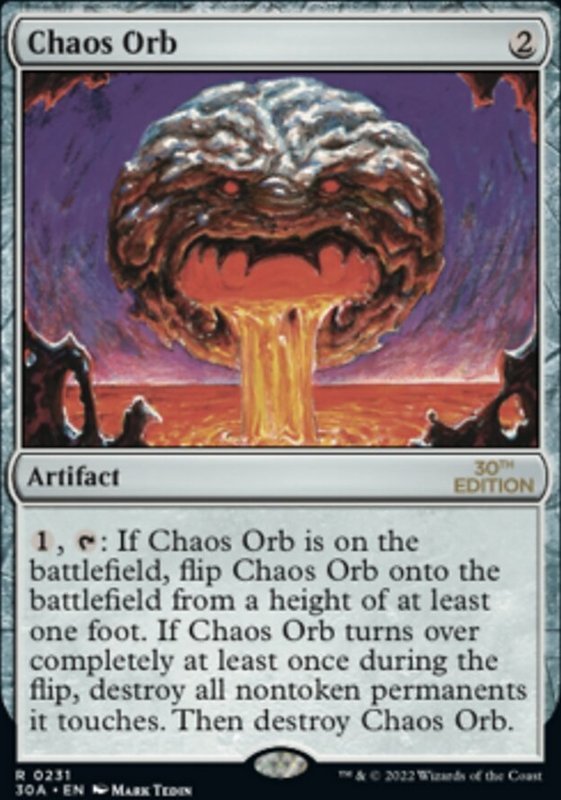 Chaos Orb 2
Artifact
30TH
EDITION
1, : If Chaos Orb is on the
battlefield, flip Chaos Orb onto the
battlefield from a height of at least
one foot. If Chaos Orb turns over
completely at least once during the
flip, destroy all nontoken permanents
it touches. Then destroy Chaos Orb.
R 0231
30A • EN MARK TEDIN
™ & © 2022 Wizards of the Coast